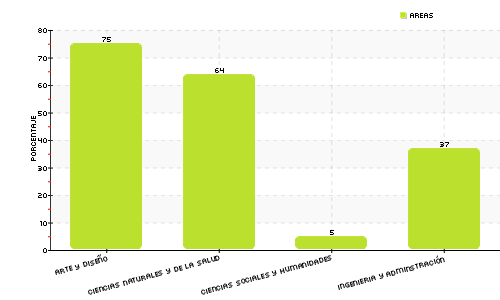 AREAS
PORCENTAJE
80
70
60
50
40
30
20
10
0
75
64
5
37
ARTE Y DISEÑO
CIENCIAS NATURALES Y DE LA SALUD
CIENCIAS SOCIALES Y HUMANIDADES
INGENIERIA Y ADMINSTRACIÓN